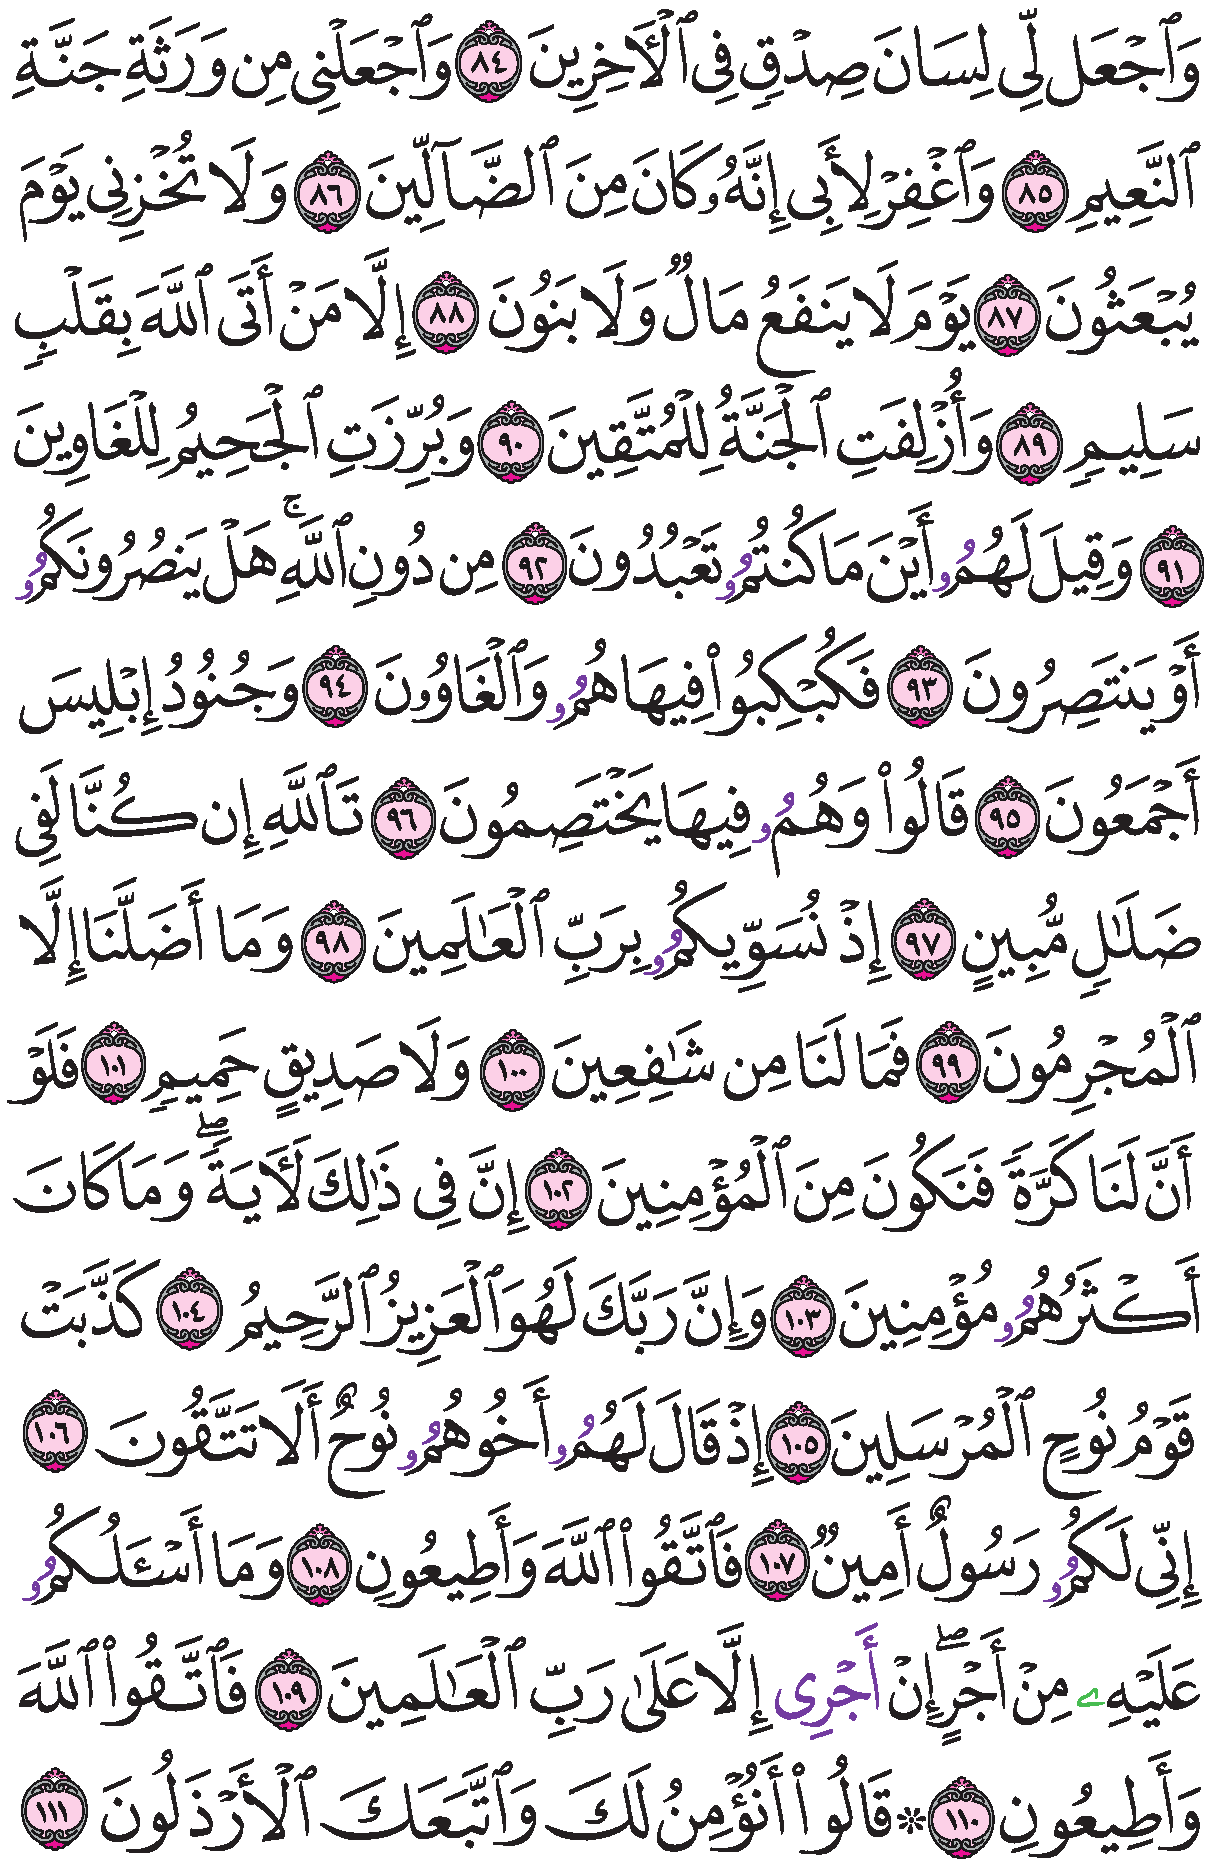 وَٱجْعَل لِّي لِسَانَ صِدْقٍ فِي ٱلْأٓخِرِينَ ٨٤ وَٱجْعَلْنِي مِن وَرَثَةِ جَنَّةِ
ٱلنَّعِيمِ ٨٥ وَٱغْفِرْ لِأَبِي إِنَّهُۥ كَانَ مِنَ ٱلضَّآلِّينَ ٨٦ وَلَا تُخْزِنِي يَوْمَ
يُبْعَثُونَ ٨٧ يَوْمَ لَا يَنفَعُ مَالٌ وَلَا بَنُونَ ٨٨ إِلَّا مَنْ أَتَى ٱللَّهَ بِقَلْبٍ
سَلِيمٍ ٨٩ وَأُزْلِفَتِ ٱلْجَنَّةُ لِلْمُتَّقِينَ ٩٠ وَبُرِّزَتِ ٱلْجَحِيمُ لِلْغَاوِينَ
٩١ وَقِيلَ لَهُمُۥ أَيْنَ مَا كُنتُمُۥ تَعْبُدُونَ ٩٢ مِن دُونِ ٱللَّهِۚ هَلْ يَنصُرُونَكُمُۥ
أَوْ يَنتَصِرُونَ ٩٣ فَكُبْكِبُوا۟ فِيهَا هُمُۥ وَٱلْغَاوُۥنَ ٩٤ وَجُنُودُ إِبْلِيسَ
أَجْمَعُونَ ٩٥ قَالُوا۟ وَهُمُۥ فِيهَا يَخْتَصِمُونَ ٩٦ تَٱللَّهِ إِن كُنَّا لَفِي
ضَلَٰلٍ مُّبِينٍ ٩٧ إِذْ نُسَوِّيكُمُۥ بِرَبِّ ٱلْعَٰلَمِينَ ٩٨ وَمَا أَضَلَّنَا إِلَّا
ٱلْمُجْرِمُونَ ٩٩ فَمَا لَنَا مِن شَٰفِعِينَ ١٠٠ وَلَا صَدِيقٍ حَمِيمٍ ١٠١ فَلَوْ
أَنَّ لَنَا كَرَّةً فَنَكُونَ مِنَ ٱلْمُؤْمِنِينَ ١٠٢ إِنَّ فِي ذَٰلِكَ لَأٓيَةًۖ وَمَا كَانَ
أَكْثَرُهُمُۥ مُؤْمِنِينَ ١٠٣ وَإِنَّ رَبَّكَ لَهُوَ ٱلْعَزِيزُ ٱلرَّحِيمُ ١٠٤ كَذَّبَتْ
قَوْمُ نُوحٍ ٱلْمُرْسَلِينَ ١٠٥ إِذْ قَالَ لَهُمُۥ أَخُوهُمُۥ نُوحٌ أَلَا تَتَّقُونَ ١٠٦
إِنِّي لَكُمُۥ رَسُولٌ أَمِينٌ ١٠٧ فَٱتَّقُوا۟ ٱللَّهَ وَأَطِيعُونِ ١٠٨ وَمَا أَسْـَٔلُكُمُۥ
عَلَيْهِۦ مِنْ أَجْرٍۖ إِنْ أَجْرِي إِلَّا عَلَىٰ رَبِّ ٱلْعَٰلَمِينَ ١٠٩ فَٱتَّقُوا۟ ٱللَّهَ
وَأَطِيعُونِ ١١٠ ۞ قَالُوا۟ أَنُؤْمِنُ لَكَ وَٱتَّبَعَكَ ٱلْأَرْذَلُونَ ١١١